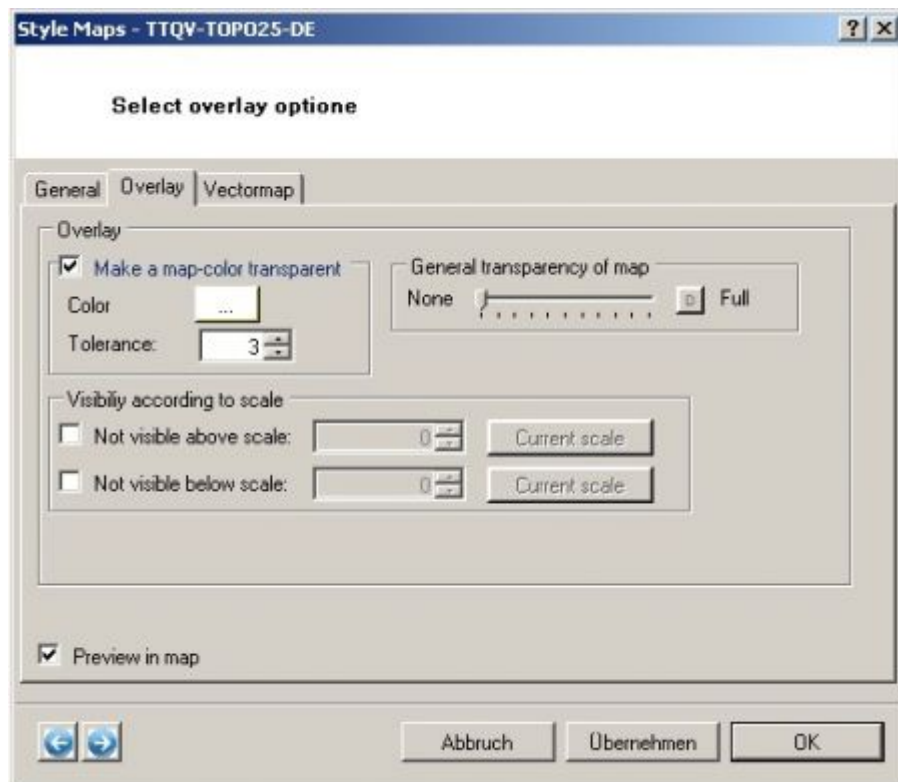 Style Maps - TTQV-TOPO25-DE
Select overlay optione
General Overlay Vectormap
Overlay
Make a map-color transparent
Color ...
Tolerance: 3
General transparency of map
None D Full
Visibiliy according to scale
Not visible above scale: 0 Current scale
Not visible below scale: 0 Current scale
Preview in map
Abbruch Übernehmen OK